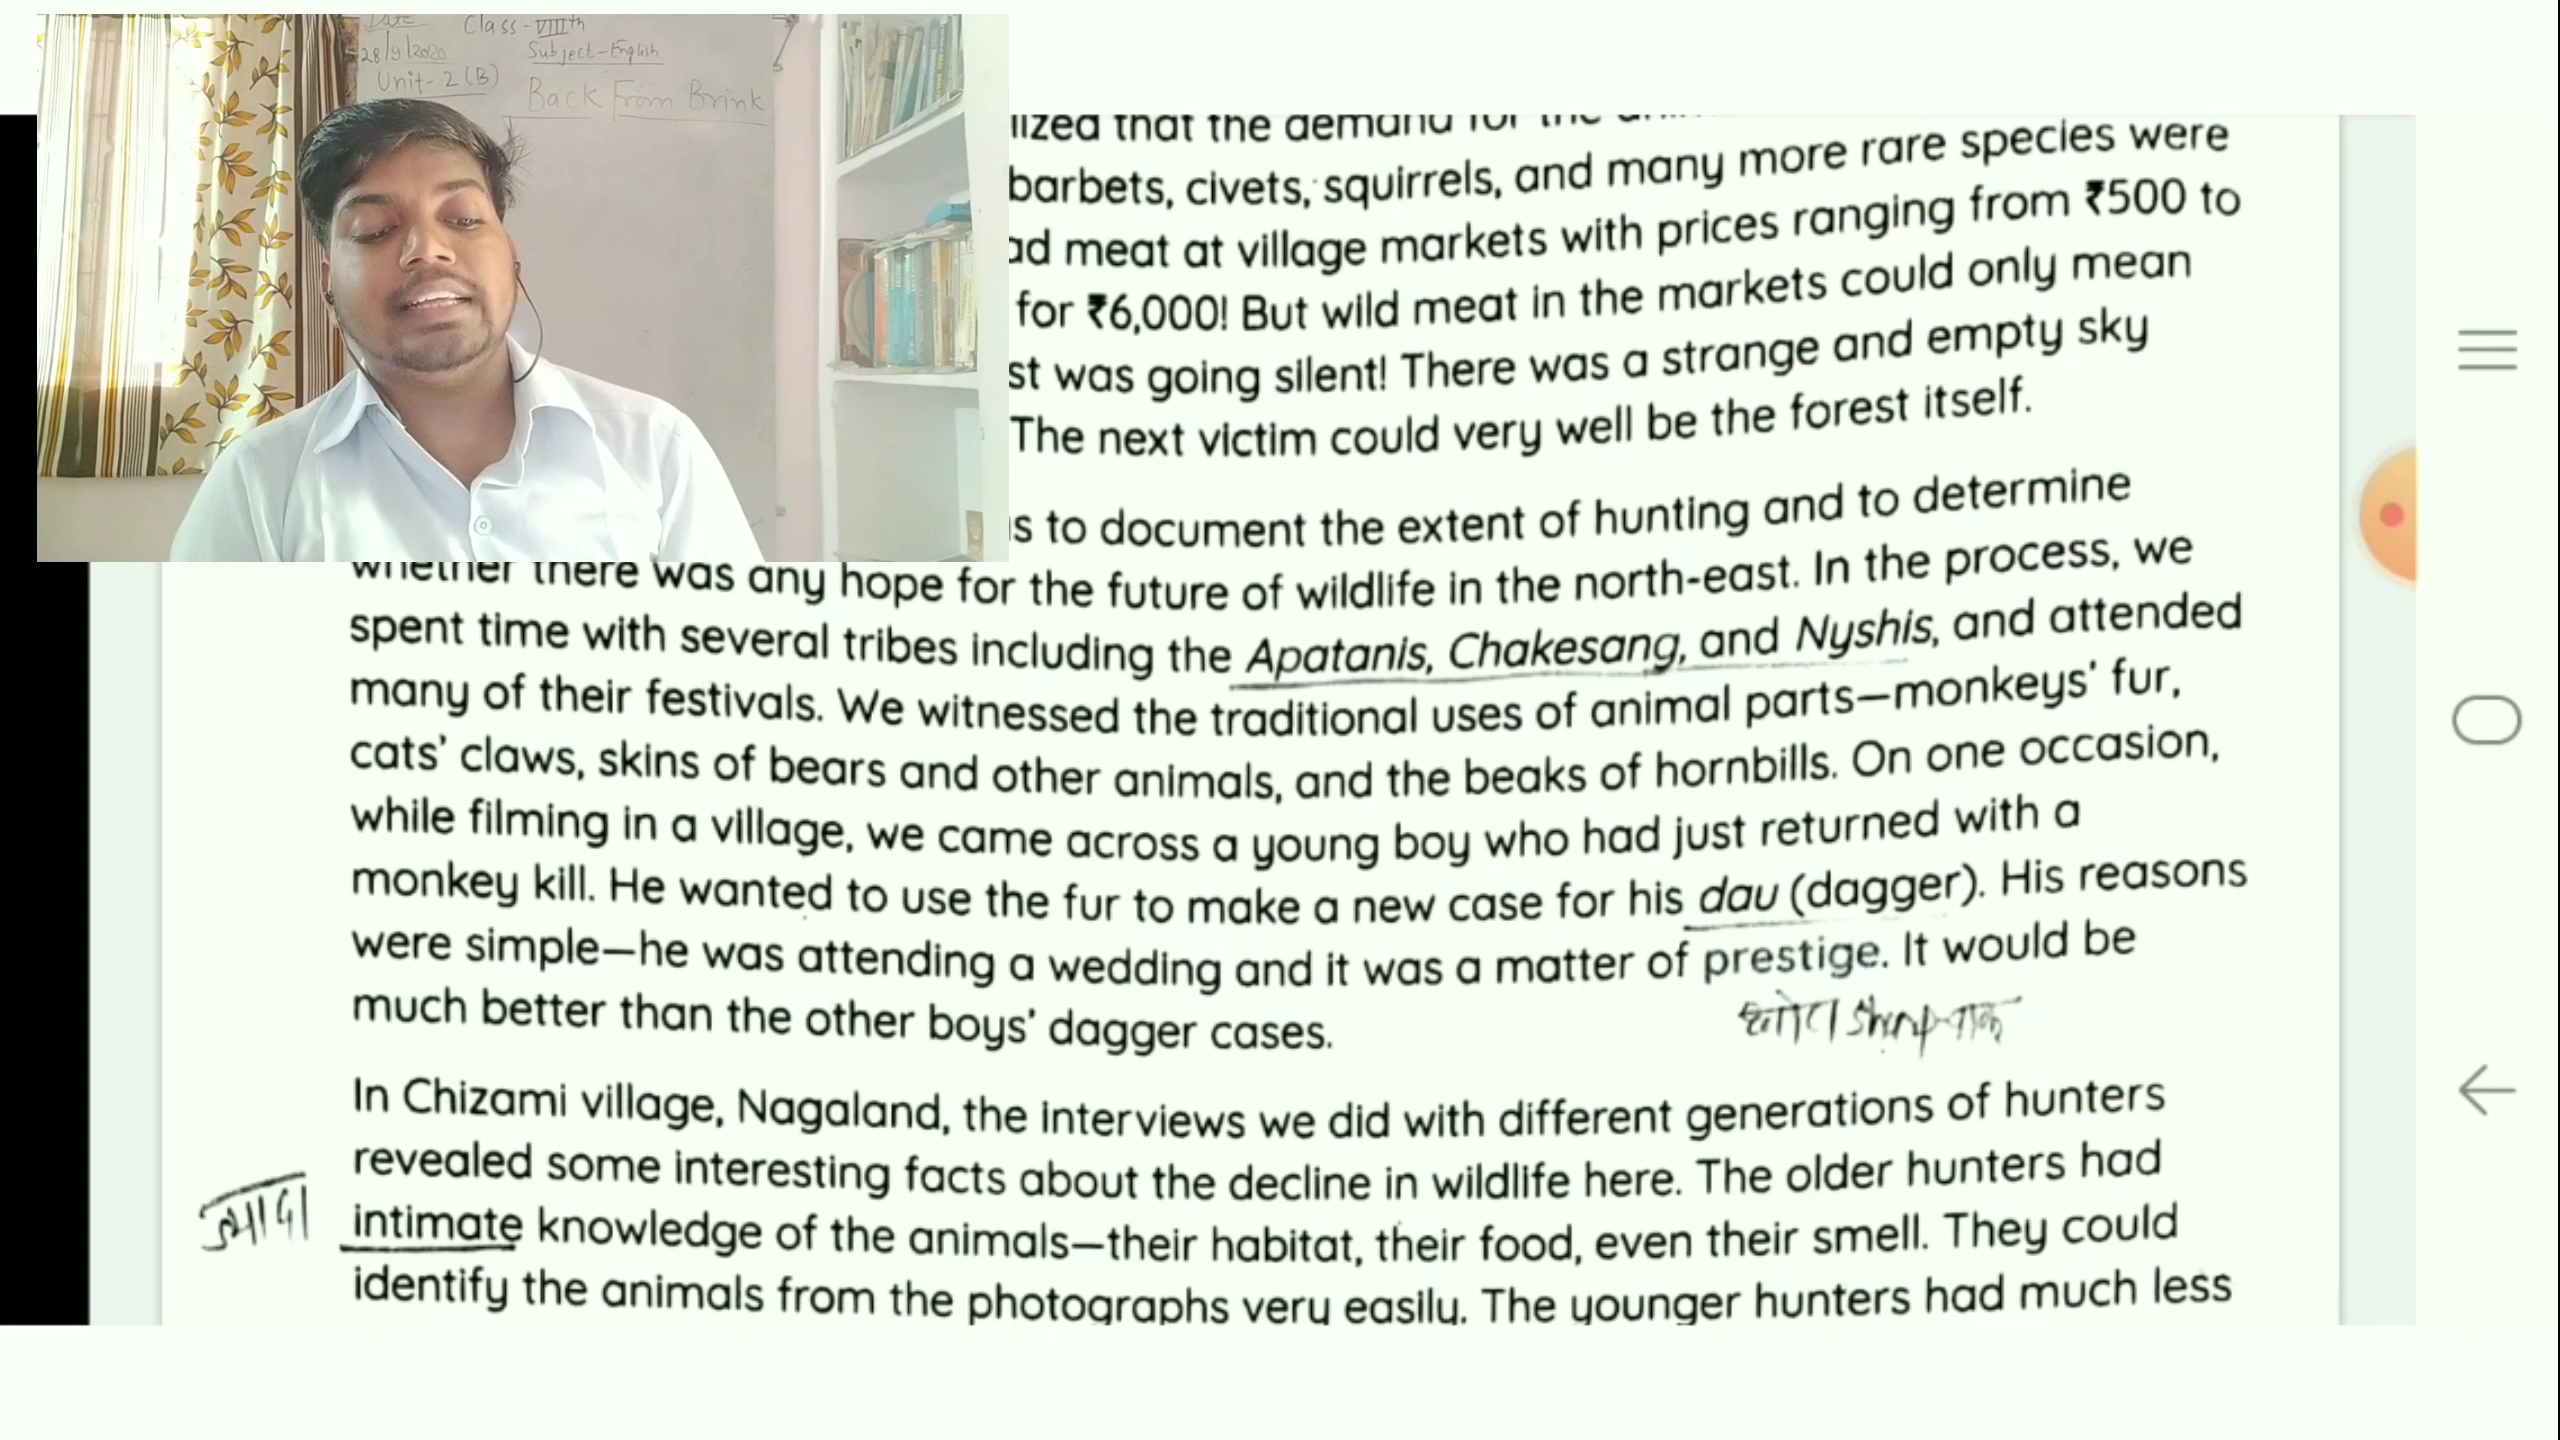 Date
Class - VIIIth
28/9/2020
Subject - English
Unit - 2 (B)
Back From Brink
lized that the demand for the
barbets, civets, squirrels, and many more rare species were
ad meat at village markets with prices ranging from ₹500 to
for ₹6,000! But wild meat in the markets could only mean
st was going silent! There was a strange and empty sky
The next victim could very well be the forest itself.
s to document the extent of hunting and to determine
whether there was any hope for the future of wildlife in the north-east. In the process, we
spent time with several tribes including the Apatanis, Chakesang, and Nyshis, and attended
many of their festivals. We witnessed the traditional uses of animal parts—monkeys' fur,
cats' claws, skins of bears and other animals, and the beaks of hornbills. On one occasion,
while filming in a village, we came across a young boy who had just returned with a
monkey kill. He wanted to use the fur to make a new case for his dau (dagger). His reasons
were simple—he was attending a wedding and it was a matter of prestige. It would be
much better than the other boys' dagger cases.
In Chizami village, Nagaland, the interviews we did with different generations of hunters
revealed some interesting facts about the decline in wildlife here. The older hunters had
intimate knowledge of the animals—their habitat, their food, even their smell. They could
identify the animals from the photographs very easily. The younger hunters had much less